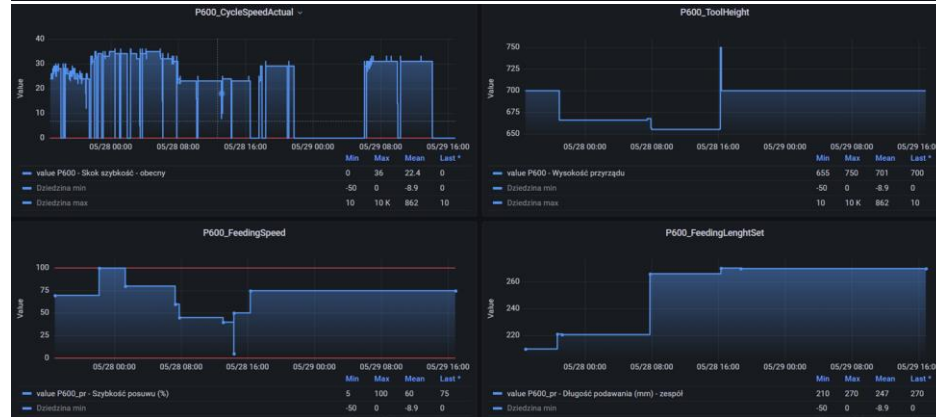 P600_CycleSpeedActual
40
30
20
10
0
Value
05/28 00:00 05/28 08:00 05/28 16:00 05/29 00:00 05/29 08:00 05/29 16:00
Min Max Mean Last *
value P600 - Skok szybkość - obecny 0 36 22.4 0
Dziedzina min -50 0 -8.9 0
Dziedzina max 10 10 K 862 10
P600_ToolHeight
750
725
700
675
650
Value
05/28 00:00 05/28 08:00 05/28 16:00 05/29 00:00 05/29 08:00 05/29 16:00
Min Max Mean Last *
value P600 - Wysokość przyrządu 655 750 701 700
Dziedzina min -50 0 -8.9 0
Dziedzina max 10 10 K 862 10
P600_FeedingSpeed
100
75
50
25
0
Value
05/28 00:00 05/28 08:00 05/28 16:00 05/29 00:00 05/29 08:00 05/29 16:00
Min Max Mean Last *
value P600_pr - Szybkość posuwu (%) 5 100 60 75
Dziedzina min -50 0 -8.9 0
P600_FeedingLenghtSet
260
240
220
Value
05/28 00:00 05/28 08:00 05/28 16:00 05/29 00:00 05/29 08:00 05/29 16:00
Min Max Mean Last *
value P600_pr - Długość podawania (mm) - zespół 210 270 247 270
Dziedzina min -50 0 -8.9 0